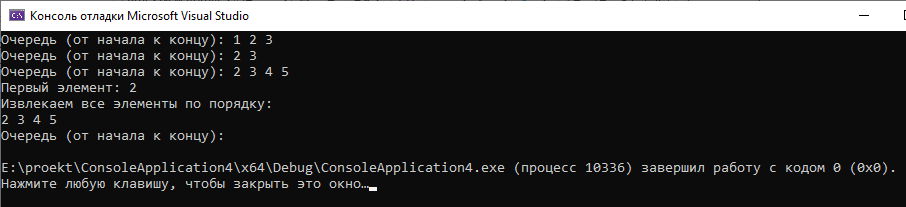 Консоль отладки Microsoft Visual Studio
Очередь (от начала к концу): 1 2 3
Очередь (от начала к концу): 2 3
Очередь (от начала к концу): 2 3 4 5
Первый элемент: 2
Извлекаем все элементы по порядку:
2 3 4 5
Очередь (от начала к концу):
E:\proekt\ConsoleApplication4\x64\Debug\ConsoleApplication4.exe (процесс 10336) завершил работу с кодом 0 (0x0).
Нажмите любую клавишу, чтобы закрыть это окно…